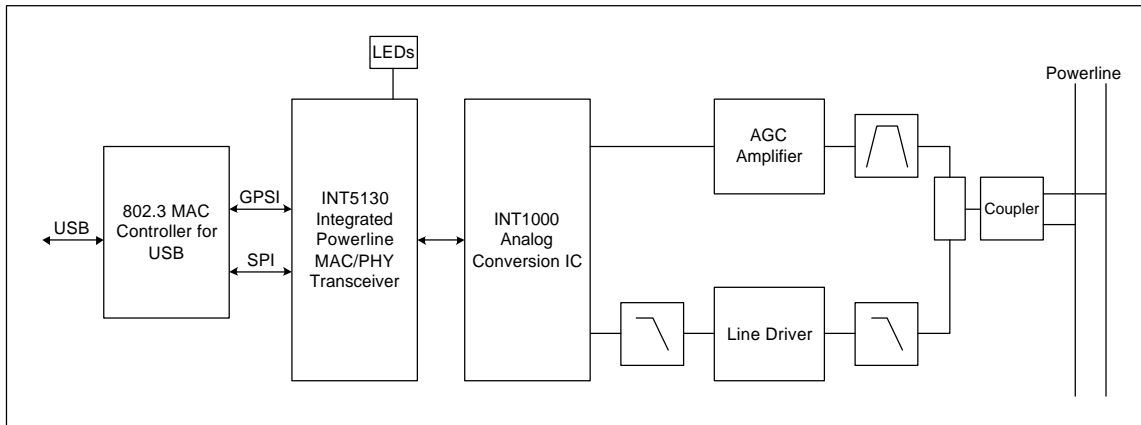 LEDs
Powerline
AGC
Amplifier
802.3 MAC
Controller for
USB
USB
GPSI
SPI
INT5130
Integrated
Powerline
MAC/PHY
Transceiver
INT1000
Analog
Conversion IC
Coupler
Line Driver